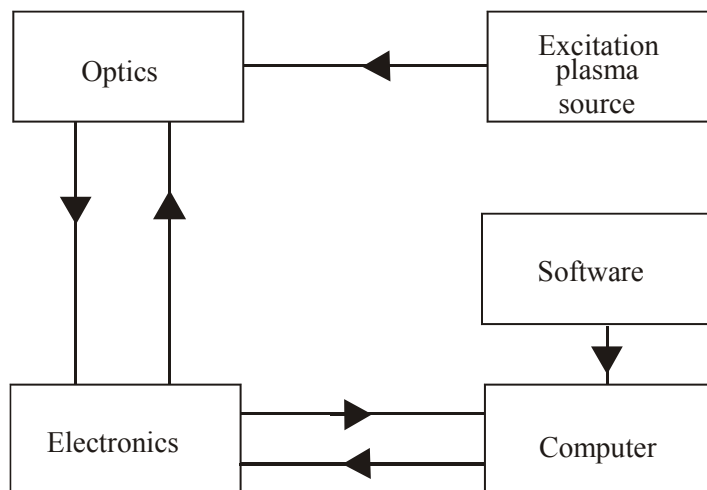 Optics
Excitation
plasma
source
Software
Electronics
Computer